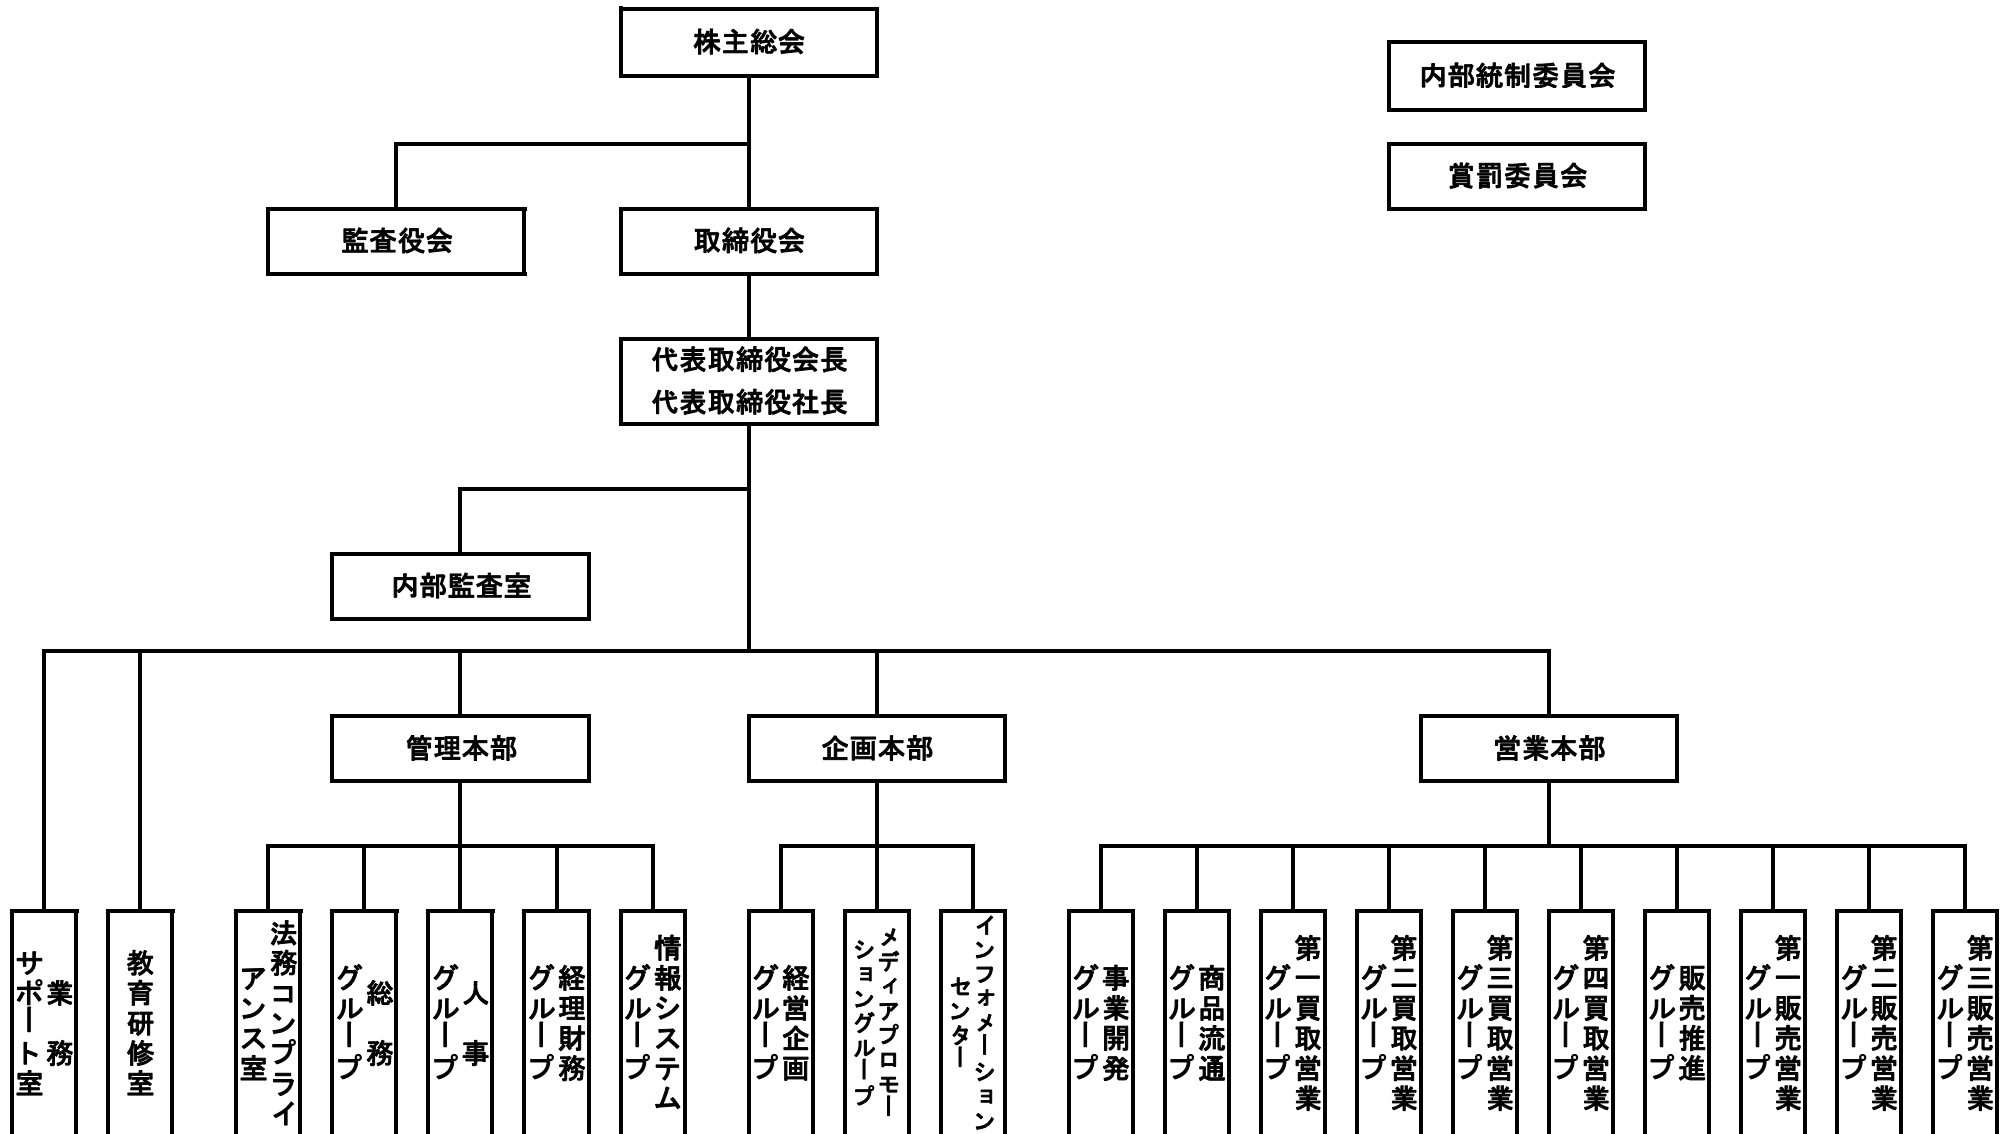 株主総会
内部統制委員会
賞罰委員会
監査役会
取締役会
代表取締役会長
代表取締役社長
内部監査室
管理本部
企画本部
営業本部
業務
サポート室
教育研修室
法務コンプライ
アンス室
総務
グループ
人事
グループ
経理財務
グループ
情報システム
グループ
経営企画
グループ
メディアプロモー
ショングループ
インフォメーション
センター
事業開発
グループ
商品流通
グループ
第一買取営業
グループ
第二買取営業
グループ
第三買取営業
グループ
第四買取営業
グループ
販売推進
グループ
第一販売営業
グループ
第二販売営業
グループ
第三販売営業
グループ